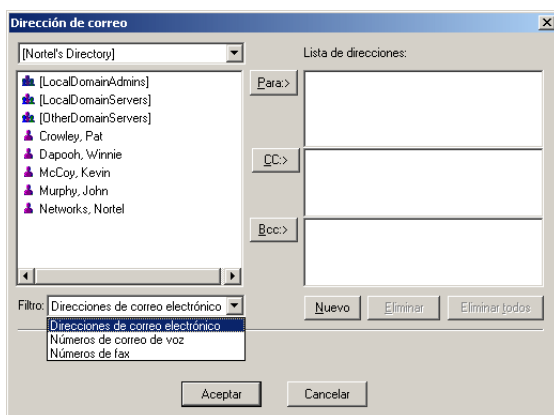 Dirección de correo
[Nortel's Directory]
Lista de direcciones:
[LocalDomainAdmins]
[LocalDomainServers]
[OtherDomainServers]
Crowley, Pat
Dapooh, Winnie
McCoy, Kevin
Murphy, John
Networks, Nortel
Para:>
CC:>
Bcc:>
Filtro: Direcciones de correo electrónico
Direcciones de correo electrónico
Números de correo de voz
Números de fax
Nuevo Eliminar Eliminar todos
Aceptar Cancelar